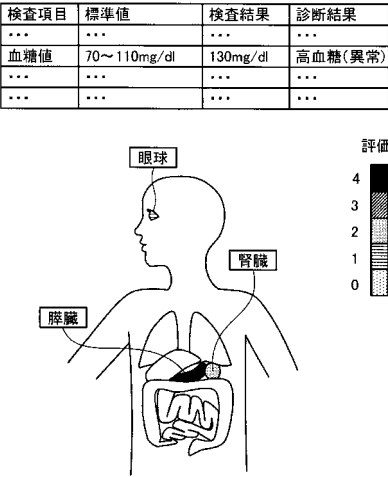 検査項目 標準値 検査結果 診断結果
… … … …
血糖値 70～110mg/dl 130mg/dl 高血糖(異常)
… … … …
… … … …
評価
眼球
4
3
2
腎臓
1
0
膵臓